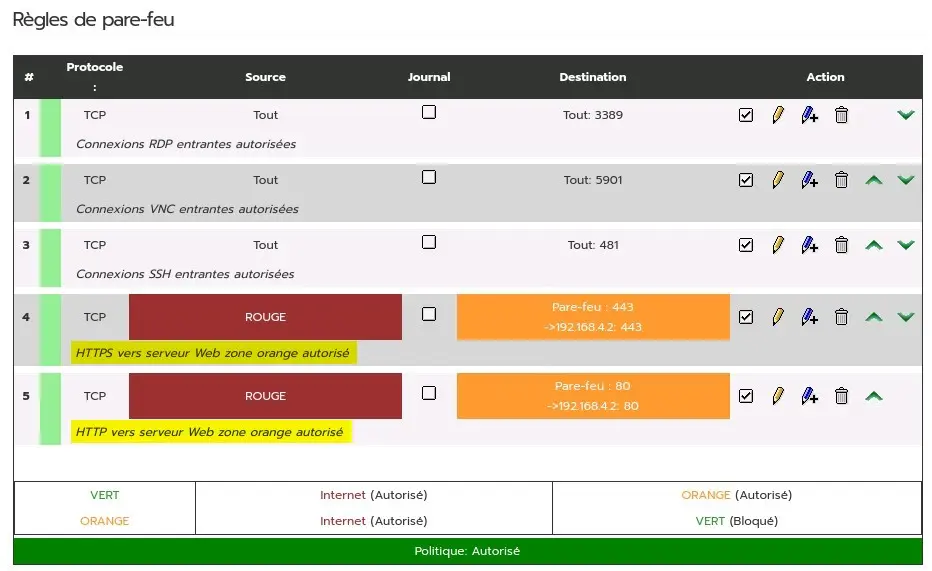 Règles de pare-feu
# Protocole : Source Journal Destination Action
1 TCP Tout Tout: 3389
Connexions RDP entrantes autorisées
2 TCP Tout Tout: 5901
Connexions VNC entrantes autorisées
3 TCP Tout Tout: 481
Connexions SSH entrantes autorisées
4 TCP ROUGE Pare-feu : 443
->192.168.4.2: 443
HTTPS vers serveur Web zone orange autorisé
5 TCP ROUGE Pare-feu : 80
->192.168.4.2: 80
HTTP vers serveur Web zone orange autorisé
VERT Internet (Autorisé) ORANGE (Autorisé)
ORANGE Internet (Autorisé) VERT (Bloqué)
Politique: Autorisé